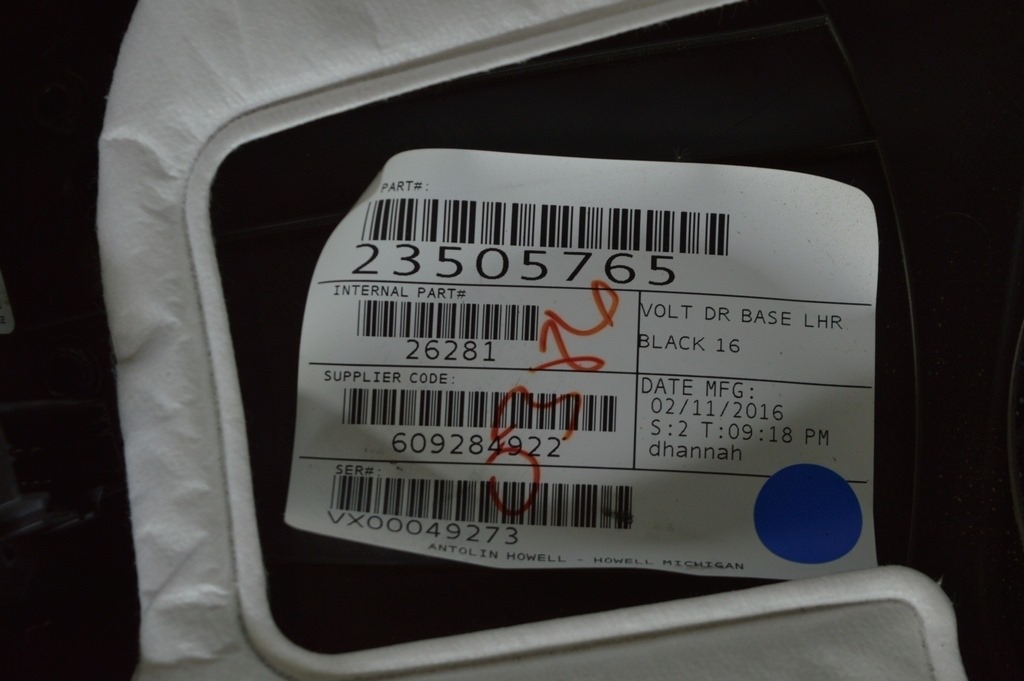 PART#:
23505765
INTERNAL PART#
26281
SUPPLIER CODE:
609284922
SER#:
VX00049273
VOLT DR BASE LHR
BLACK 16
DATE MFG:
02/11/2016
S:2 T:09:18 PM
dhannah
ANTOLIN HOWELL - HOWELL MICHIGAN